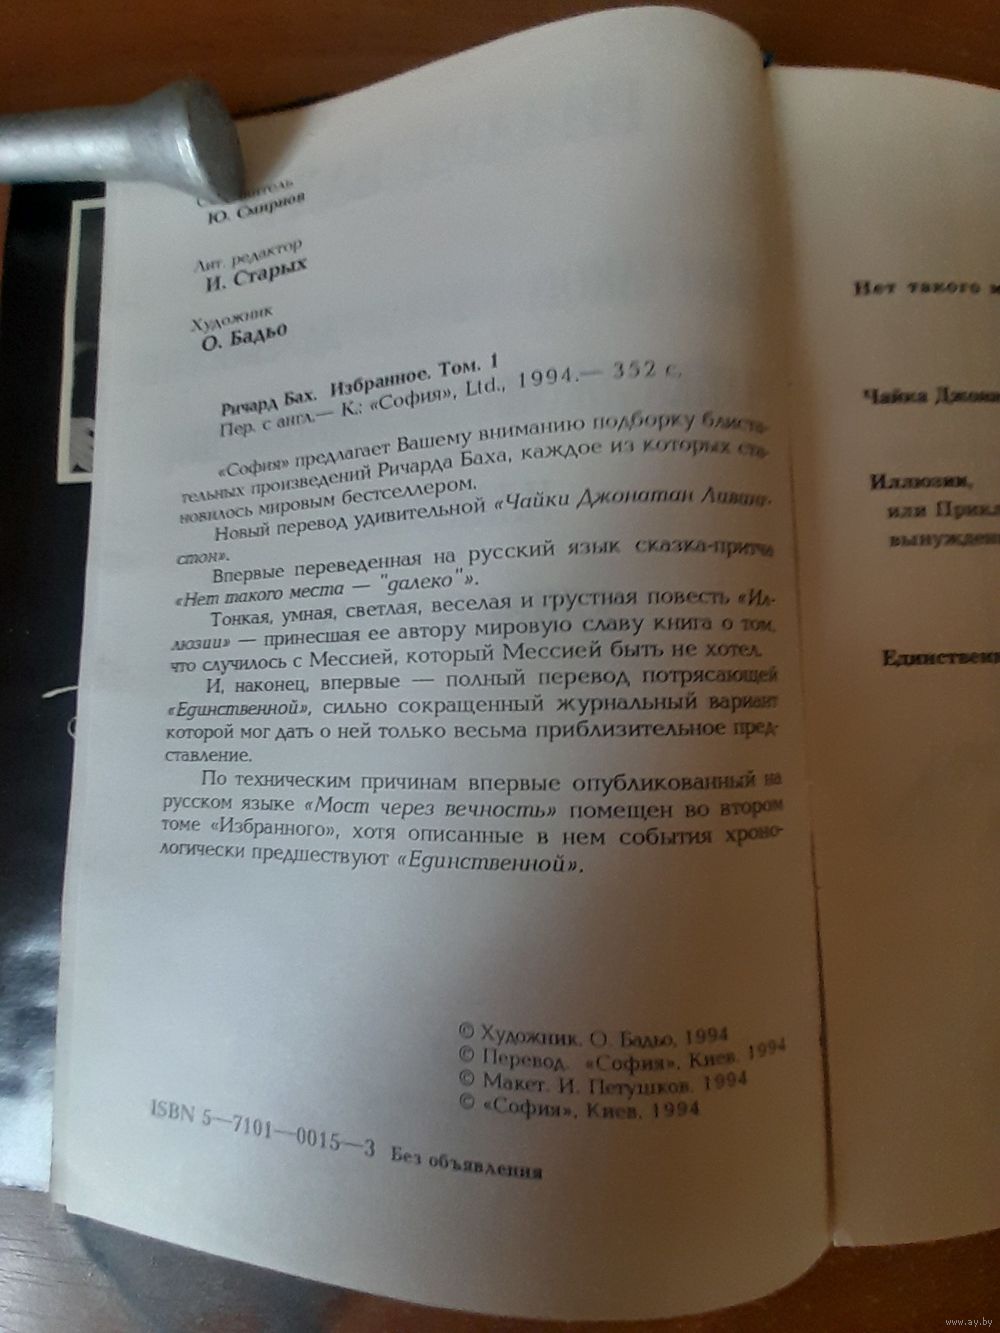 Ю. Смирнов
Лит. редактор
И. Старых
Художник
О. Бадьо
Ричард Бах. Избранное. Том. 1
Пер. с англ.— К.: «София», Ltd., 1994.— 352 с.
«София» предлагает Вашему вниманию подборку блиста-
тельных произведений Ричарда Баха, каждое из которых ста-
новилось мировым бестселлером.
Новый перевод удивительной «Чайки Джонатан Ливинг-
стон».
Впервые переведенная на русский язык сказка-притча
«Нет такого места — "далеко"».
Тонкая, умная, светлая, веселая и грустная повесть «Ил-
люзии» — принесшая ее автору мировую славу книга о том,
что случилось с Мессией, который Мессией быть не хотел.
И, наконец, впервые — полный перевод потрясающей
«Единственной», сильно сокращенный журнальный вариант
которой мог дать о ней только весьма приблизительное пред-
ставление.
По техническим причинам впервые опубликованный на
русском языке «Мост через вечность» помещен во втором
томе «Избранного», хотя описанные в нем события хроно-
логически предшествуют «Единственной».
© Художник. О. Бадьо, 1994
© Перевод. «София», Киев. 1994
© Макет. И. Петушков. 1994
© «София», Киев, 1994
ISBN 5—7101—0015—3 Без объявления
Нет такого
Чайка
Иллюзии,
или
www.ay.by